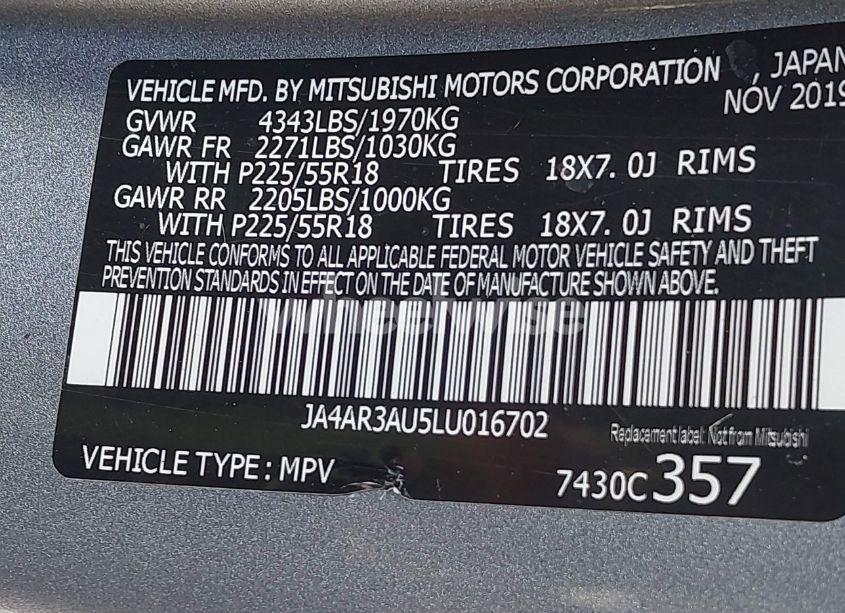 VEHICLE MFD. BY MITSUBISHI MOTORS CORPORATION , JAPAN
NOV 2019
GVWR 4343LBS/1970KG
GAWR FR 2271LBS/1030KG
WITH P225/55R18 TIRES 18X7. 0J RIMS
GAWR RR 2205LBS/1000KG
WITH P225/55R18 TIRES 18X7. 0J RIMS
THIS VEHICLE CONFORMS TO ALL APPLICABLE FEDERAL MOTOR VEHICLE SAFETY AND THEFT
PREVENTION STANDARDS IN EFFECT ON THE DATE OF MANUFACTURE SHOWN ABOVE.
wheelwise
JA4AR3AU5LU016702
Replacement label: Not from Mitsubishi
VEHICLE TYPE: MPV 7430C 357